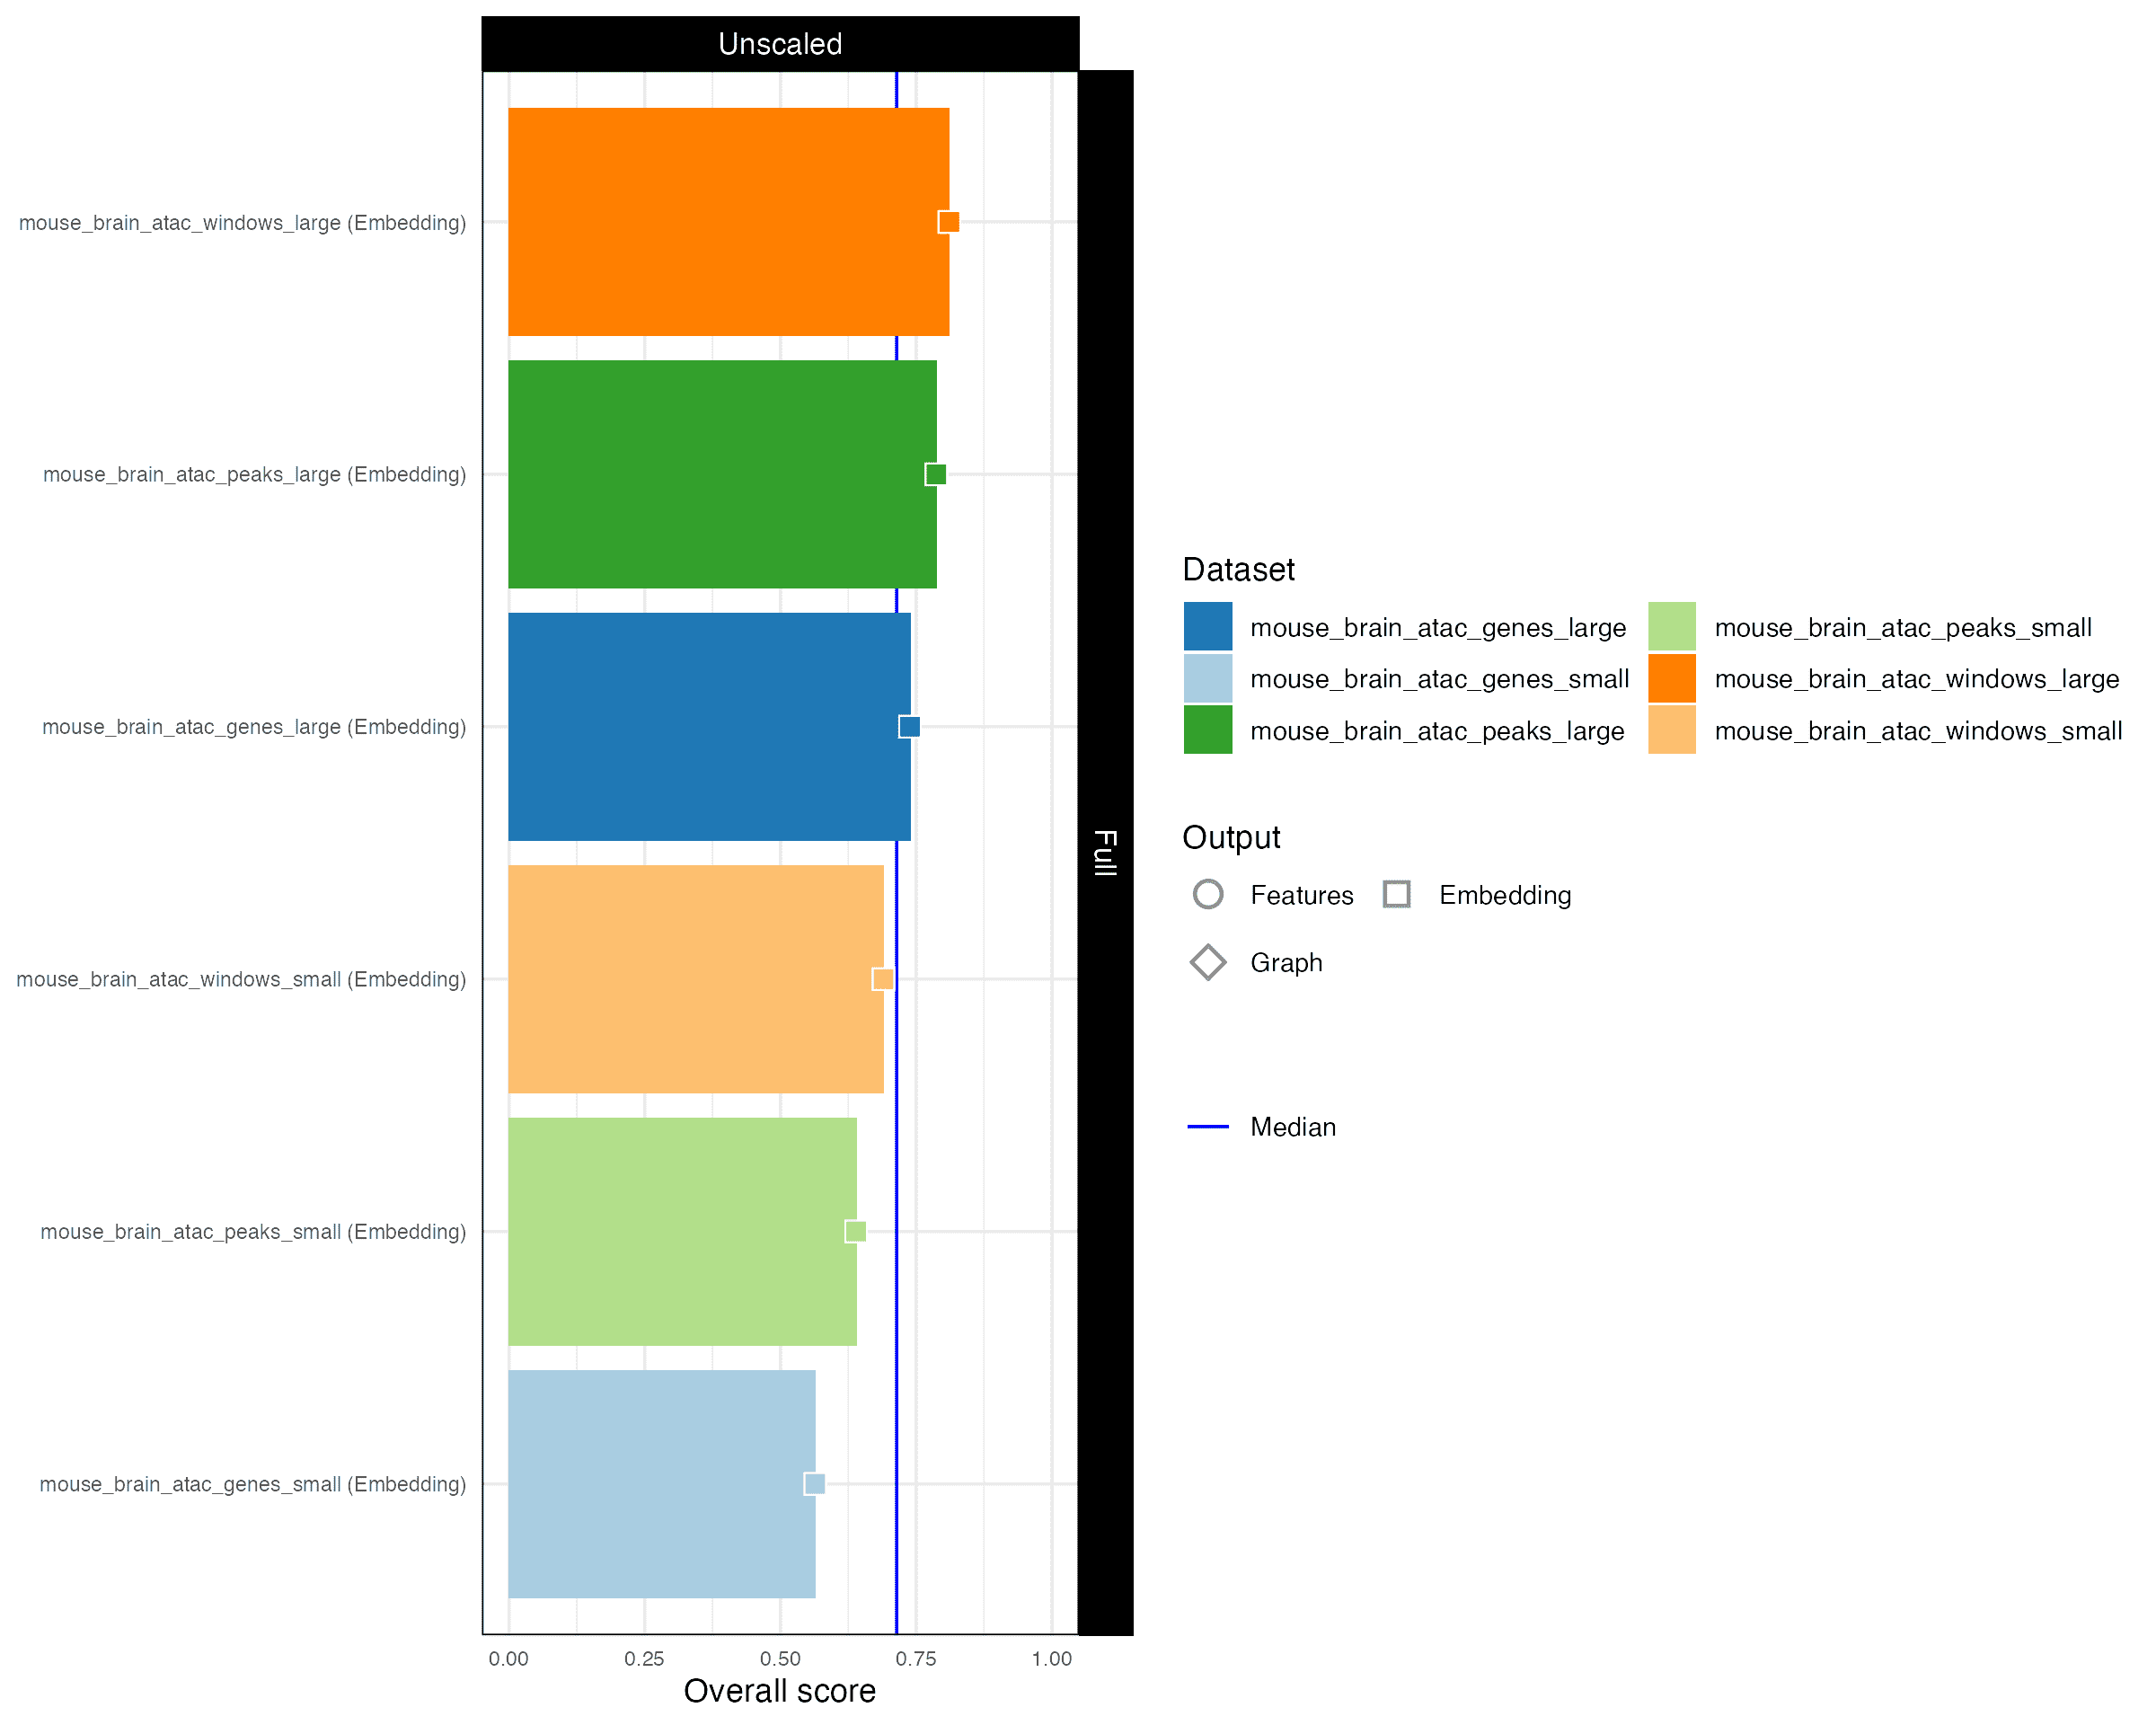 Unscaled
mouse_brain_atac_windows_large (Embedding)
mouse_brain_atac_peaks_large (Embedding)
mouse_brain_atac_genes_large (Embedding)
mouse_brain_atac_windows_small (Embedding)
mouse_brain_atac_peaks_small (Embedding)
mouse_brain_atac_genes_small (Embedding)
0.00 0.25 0.50 0.75 1.00
Overall score
Full
Dataset
mouse_brain_atac_genes_large mouse_brain_atac_peaks_small
mouse_brain_atac_genes_small mouse_brain_atac_windows_large
mouse_brain_atac_peaks_large mouse_brain_atac_windows_small
Output
Features Embedding
Graph
Median